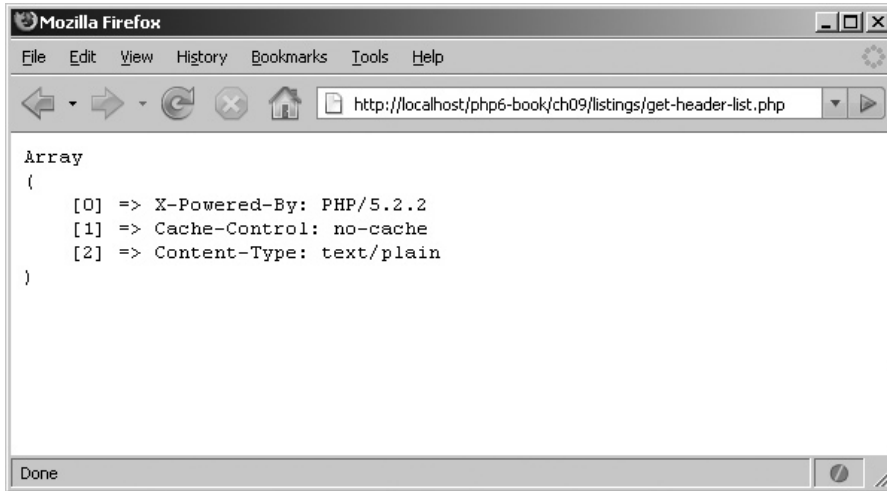 Mozilla Firefox
File Edit View History Bookmarks Tools Help
http://localhost/php6-book/ch09/listings/get-header-list.php
Array
(
    [0] => X-Powered-By: PHP/5.2.2
    [1] => Cache-Control: no-cache
    [2] => Content-Type: text/plain
)
Done